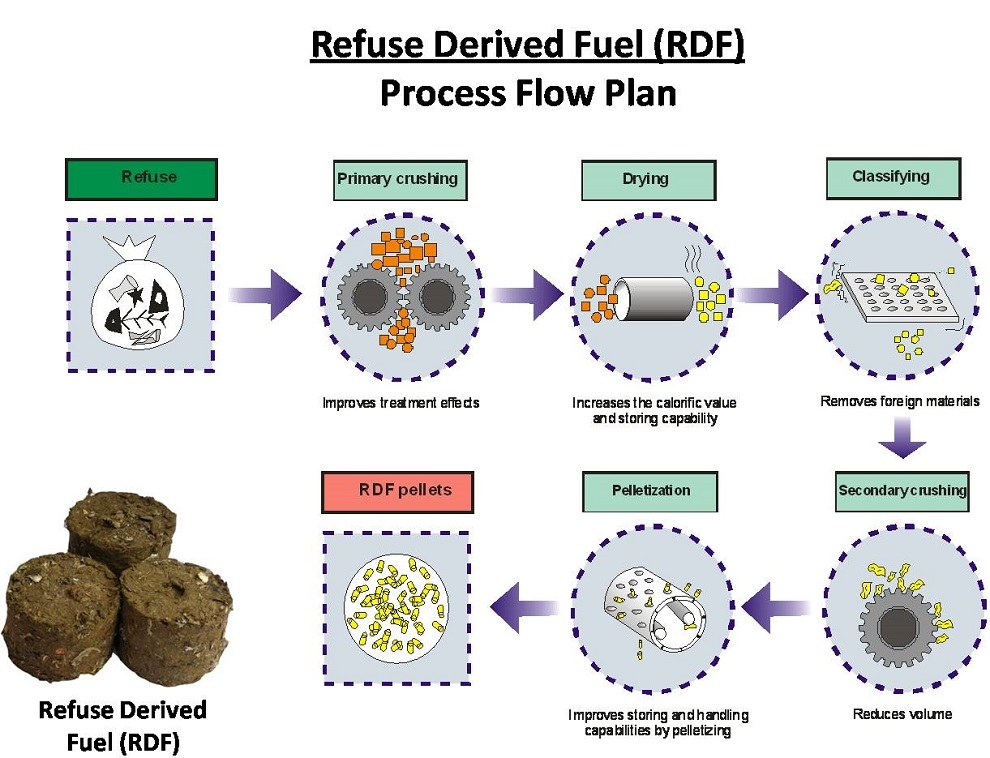 Refuse Derived Fuel (RDF)
Process Flow Plan
Refuse
Primary crushing
Drying
Classifying
Improves treatment effects
Increases the calorific value
and storing capability
Removes foreign materials
Secondary crushing
Reduces volume
Pelletization
Improves storing and handling
capabilities by pelletizing
RDF pellets
Refuse Derived
Fuel (RDF)